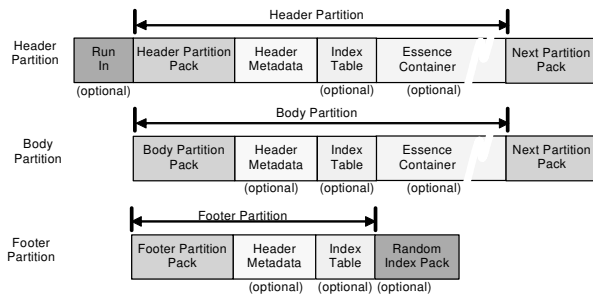 Header Partition
Header
Partition
Run
In
Header Partition
Pack
Header
Metadata
Index
Table
Essence
Container
Next Partition
Pack
(optional)
(optional)
(optional)
Body Partition
Body
Partition
Body Partition
Pack
Header
Metadata
Index
Table
Essence
Container
Next Partition
Pack
(optional)
(optional)
(optional)
Footer Partition
Footer
Partition
Footer Partition
Pack
Header
Metadata
Index
Table
Random
Index Pack
(optional)
(optional)
(optional)